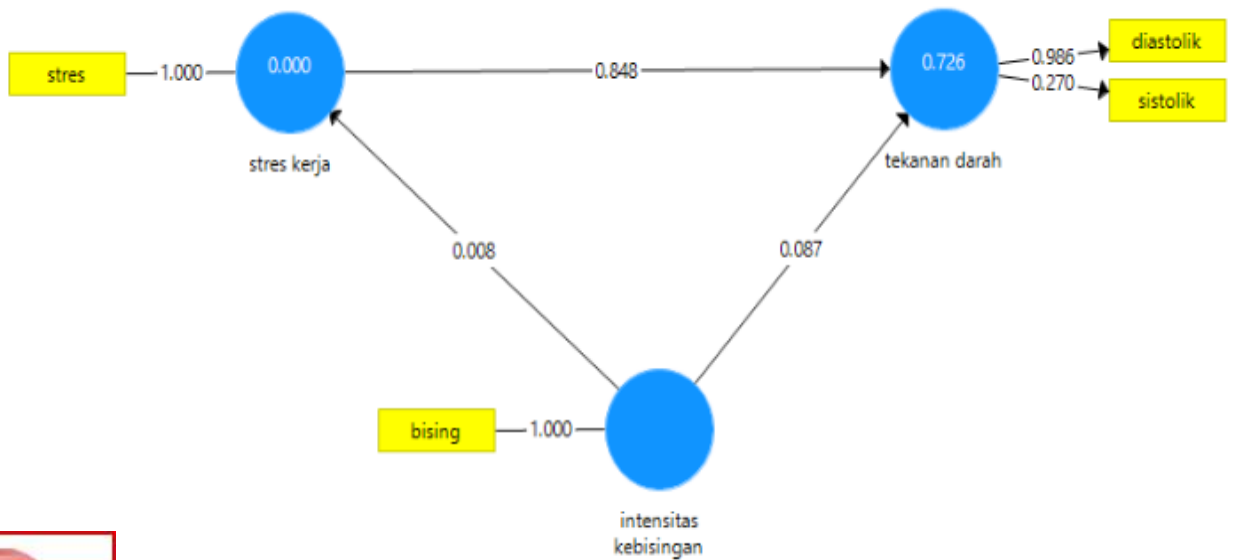 stres
1.000
0.000
stres kerja
0.848
0.726
tekanan darah
0.986
diastolik
0.270
sistolik
0.008
0.087
bising
1.000
intensitas
kebisingan